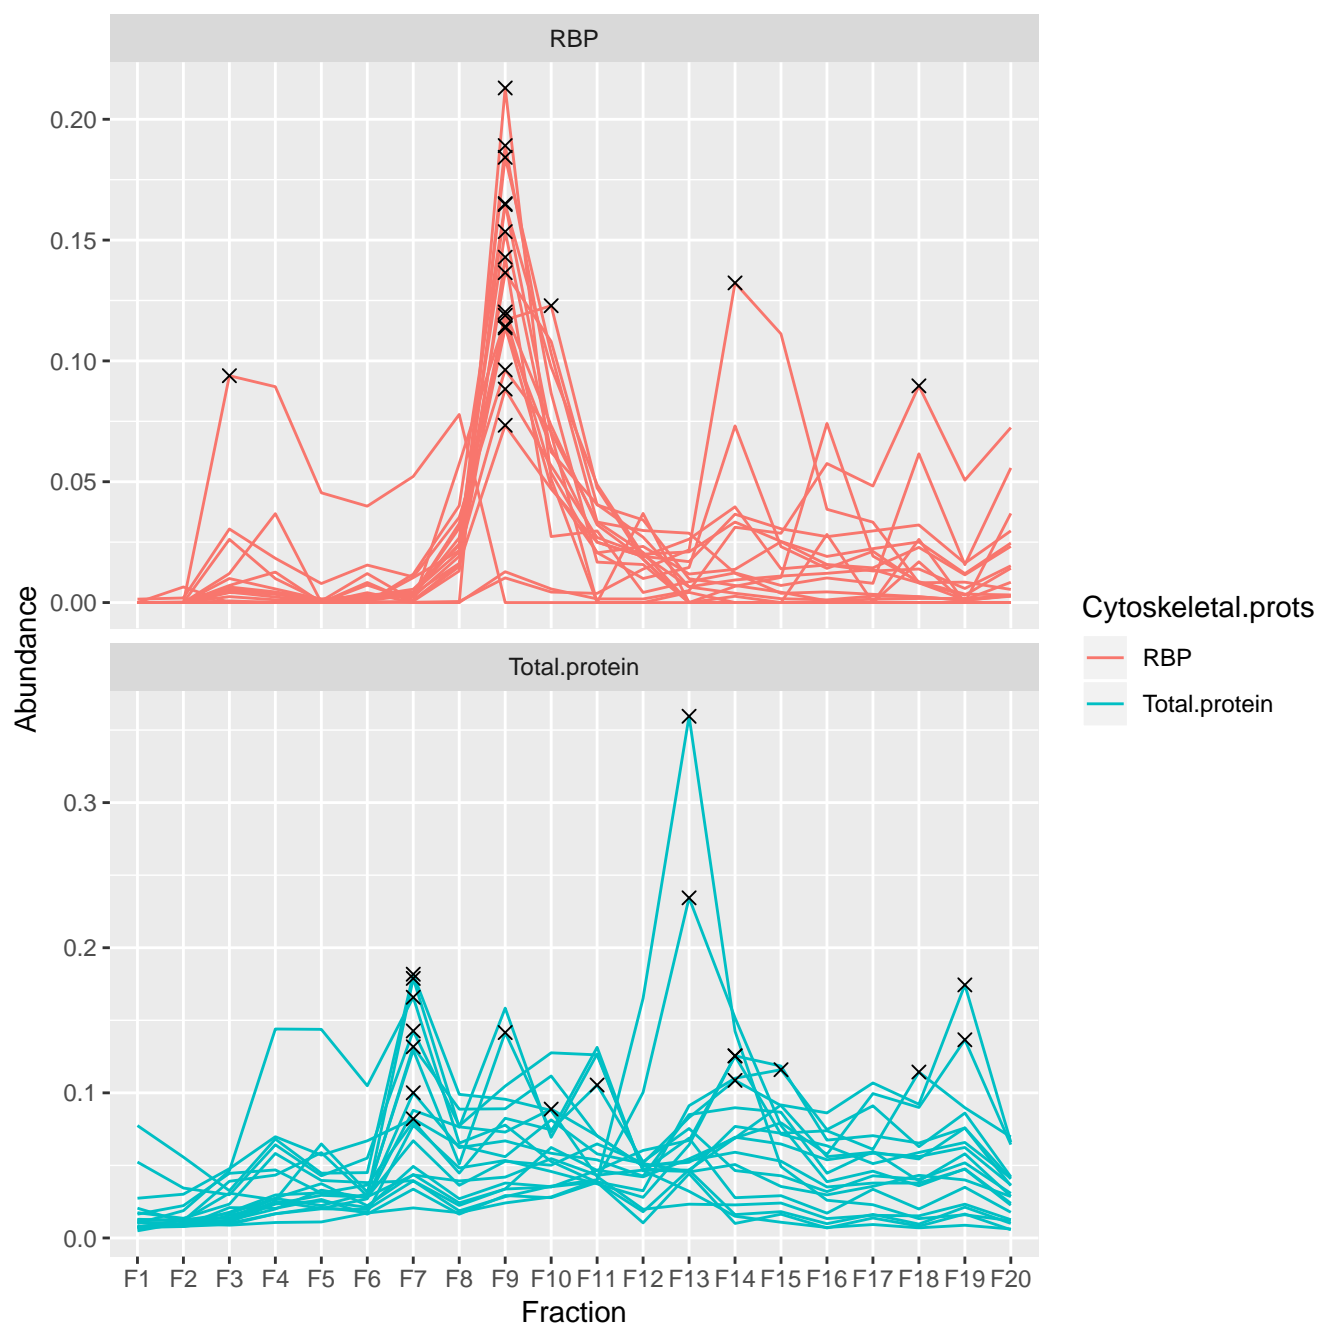 RBP
0.20
0.15
0.10
0.05
0.00
Abundance
Total.protein
0.3
0.2
0.1
0.0
F1 F2 F3 F4 F5 F6 F7 F8 F9 F10 F11 F12 F13 F14 F15 F16 F17 F18 F19 F20
Fraction
Cytoskeletal.prots
RBP
Total.protein